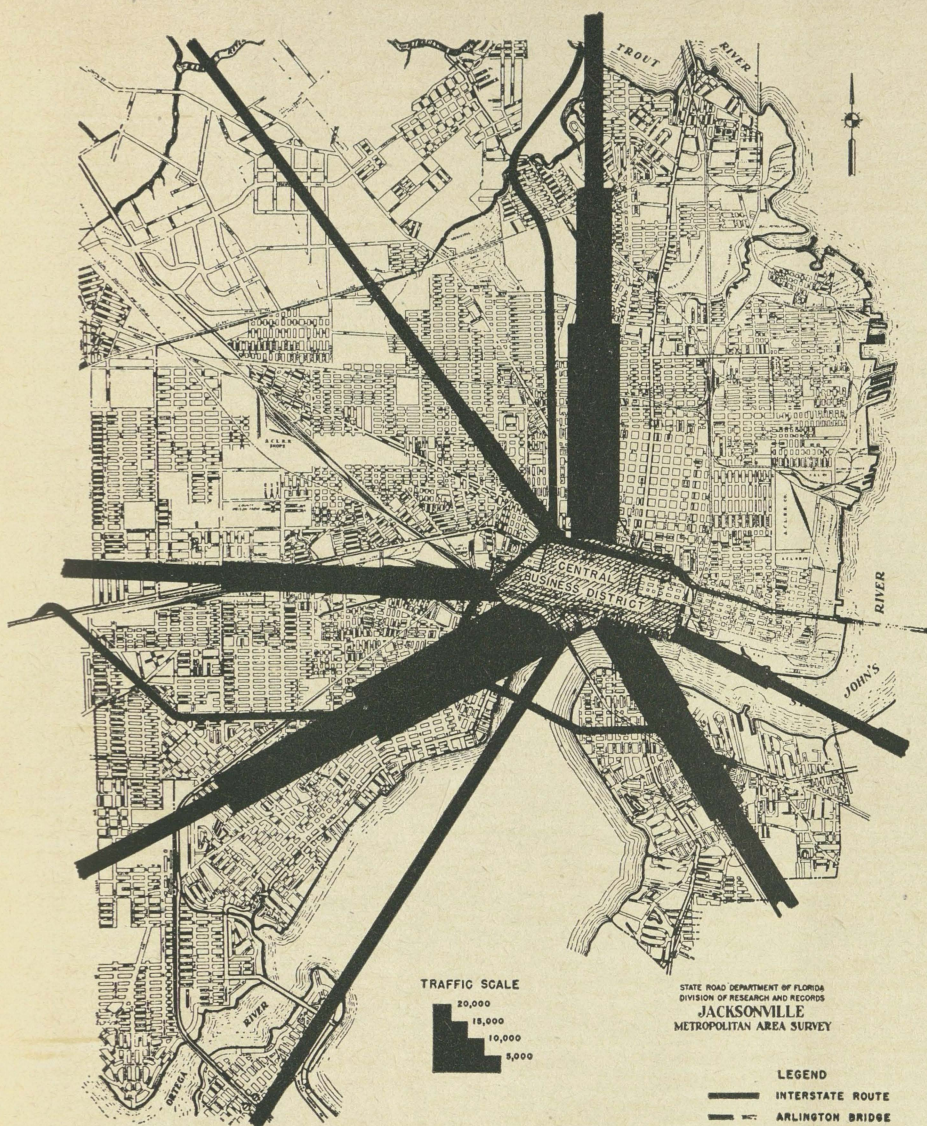 TROUT
RIVER
A.C.L.R.R.
SHOPS
CENTRAL
BUSINESS DISTRICT
RIVER
ST.
JOHN'S
RIVER
ORTEGA
TRAFFIC SCALE
20,000
15,000
10,000
5,000
STATE ROAD DEPARTMENT OF FLORIDA
DIVISION OF RESEARCH AND RECORDS
JACKSONVILLE
METROPOLITAN AREA SURVEY
LEGEND
INTERSTATE ROUTE
ARLINGTON BRIDGE